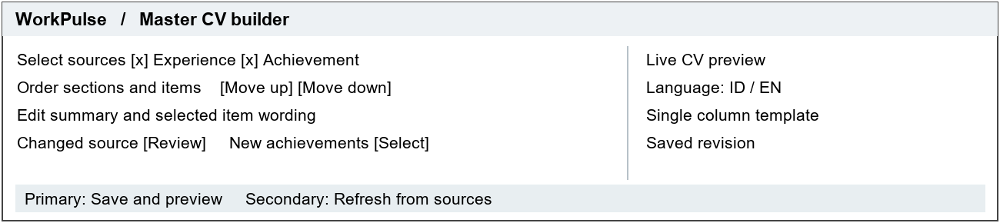 WorkPulse / Master CV builder
Select sources [x] Experience [x] Achievement
Order sections and items [Move up] [Move down]
Edit summary and selected item wording
Changed source [Review] New achievements [Select]
Live CV preview
Language: ID / EN
Single column template
Saved revision
Primary: Save and preview Secondary: Refresh from sources